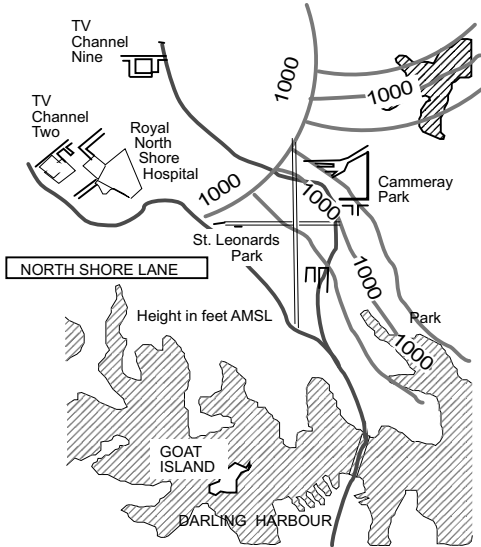 TV
Channel
Nine
1000
1000
TV
Channel
Two
Royal
North
Shore
Hospital
1000
1000
Cammeray
Park
St. Leonards
Park
NORTH SHORE LANE
1000
Height in feet AMSL
Park
1000
GOAT
ISLAND
DARLING HARBOUR